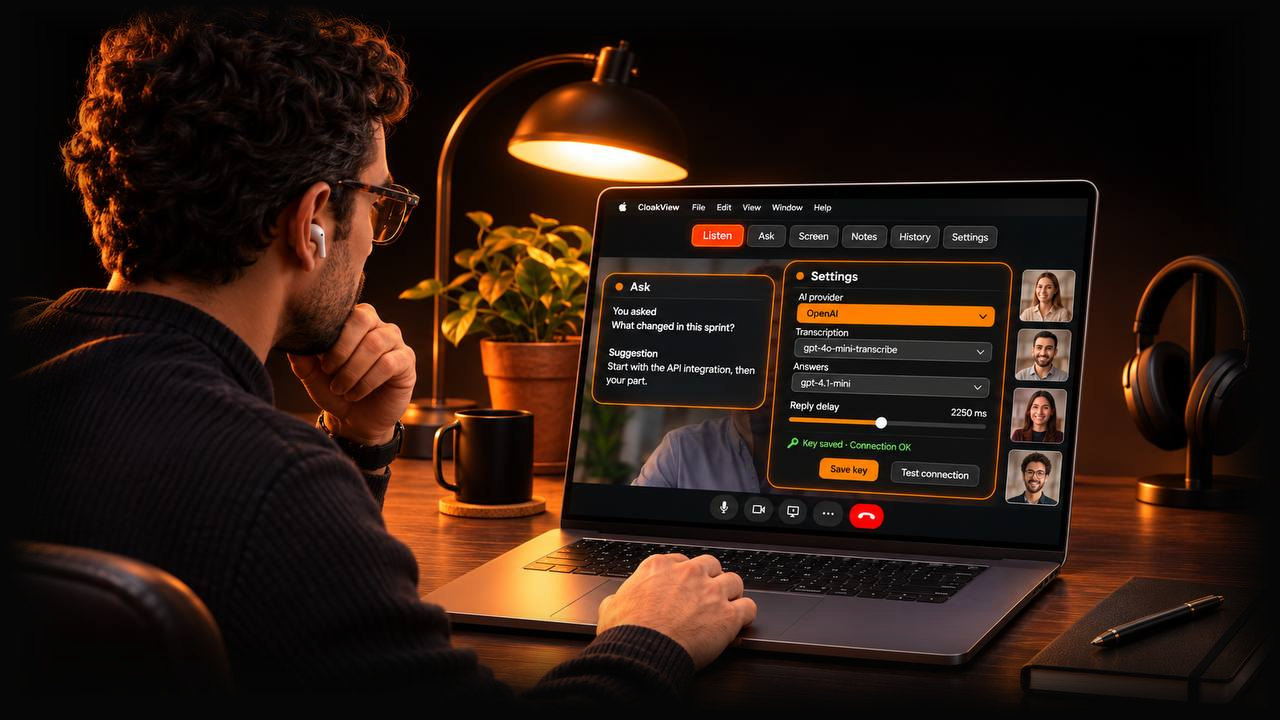 CloakView File Edit View Window Help
Listen Ask Screen Notes History Settings
Ask
You asked
What changed in this sprint?
Suggestion
Start with the API integration, then
your part.
Settings
AI provider
OpenAI
Transcription
gpt-4o-mini-transcribe
Answers
gpt-4.1-mini
Reply delay 2250 ms
Key saved · Connection OK
Save key Test connection